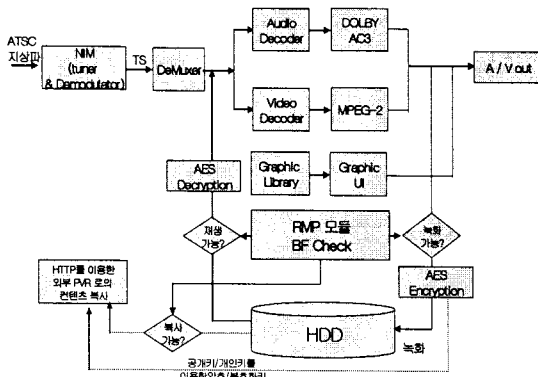 ATSC
지상파
NIM
(tuner
& Demodulator)
TS
DeMuxer
Audio
Decoder
DOLBY
AC3
A / V out
Video
Decoder
MPEG-2
AES
Decryption
Graphic
Library
Graphic
UI
재생
가능?
RMP 모듈
BF Check
녹화
가능?
HTTP를 이용한
외부 PVR 로의
컨텐츠 복사
AES
Encryption
복사
가능?
HDD
녹화
공개키/개인키를